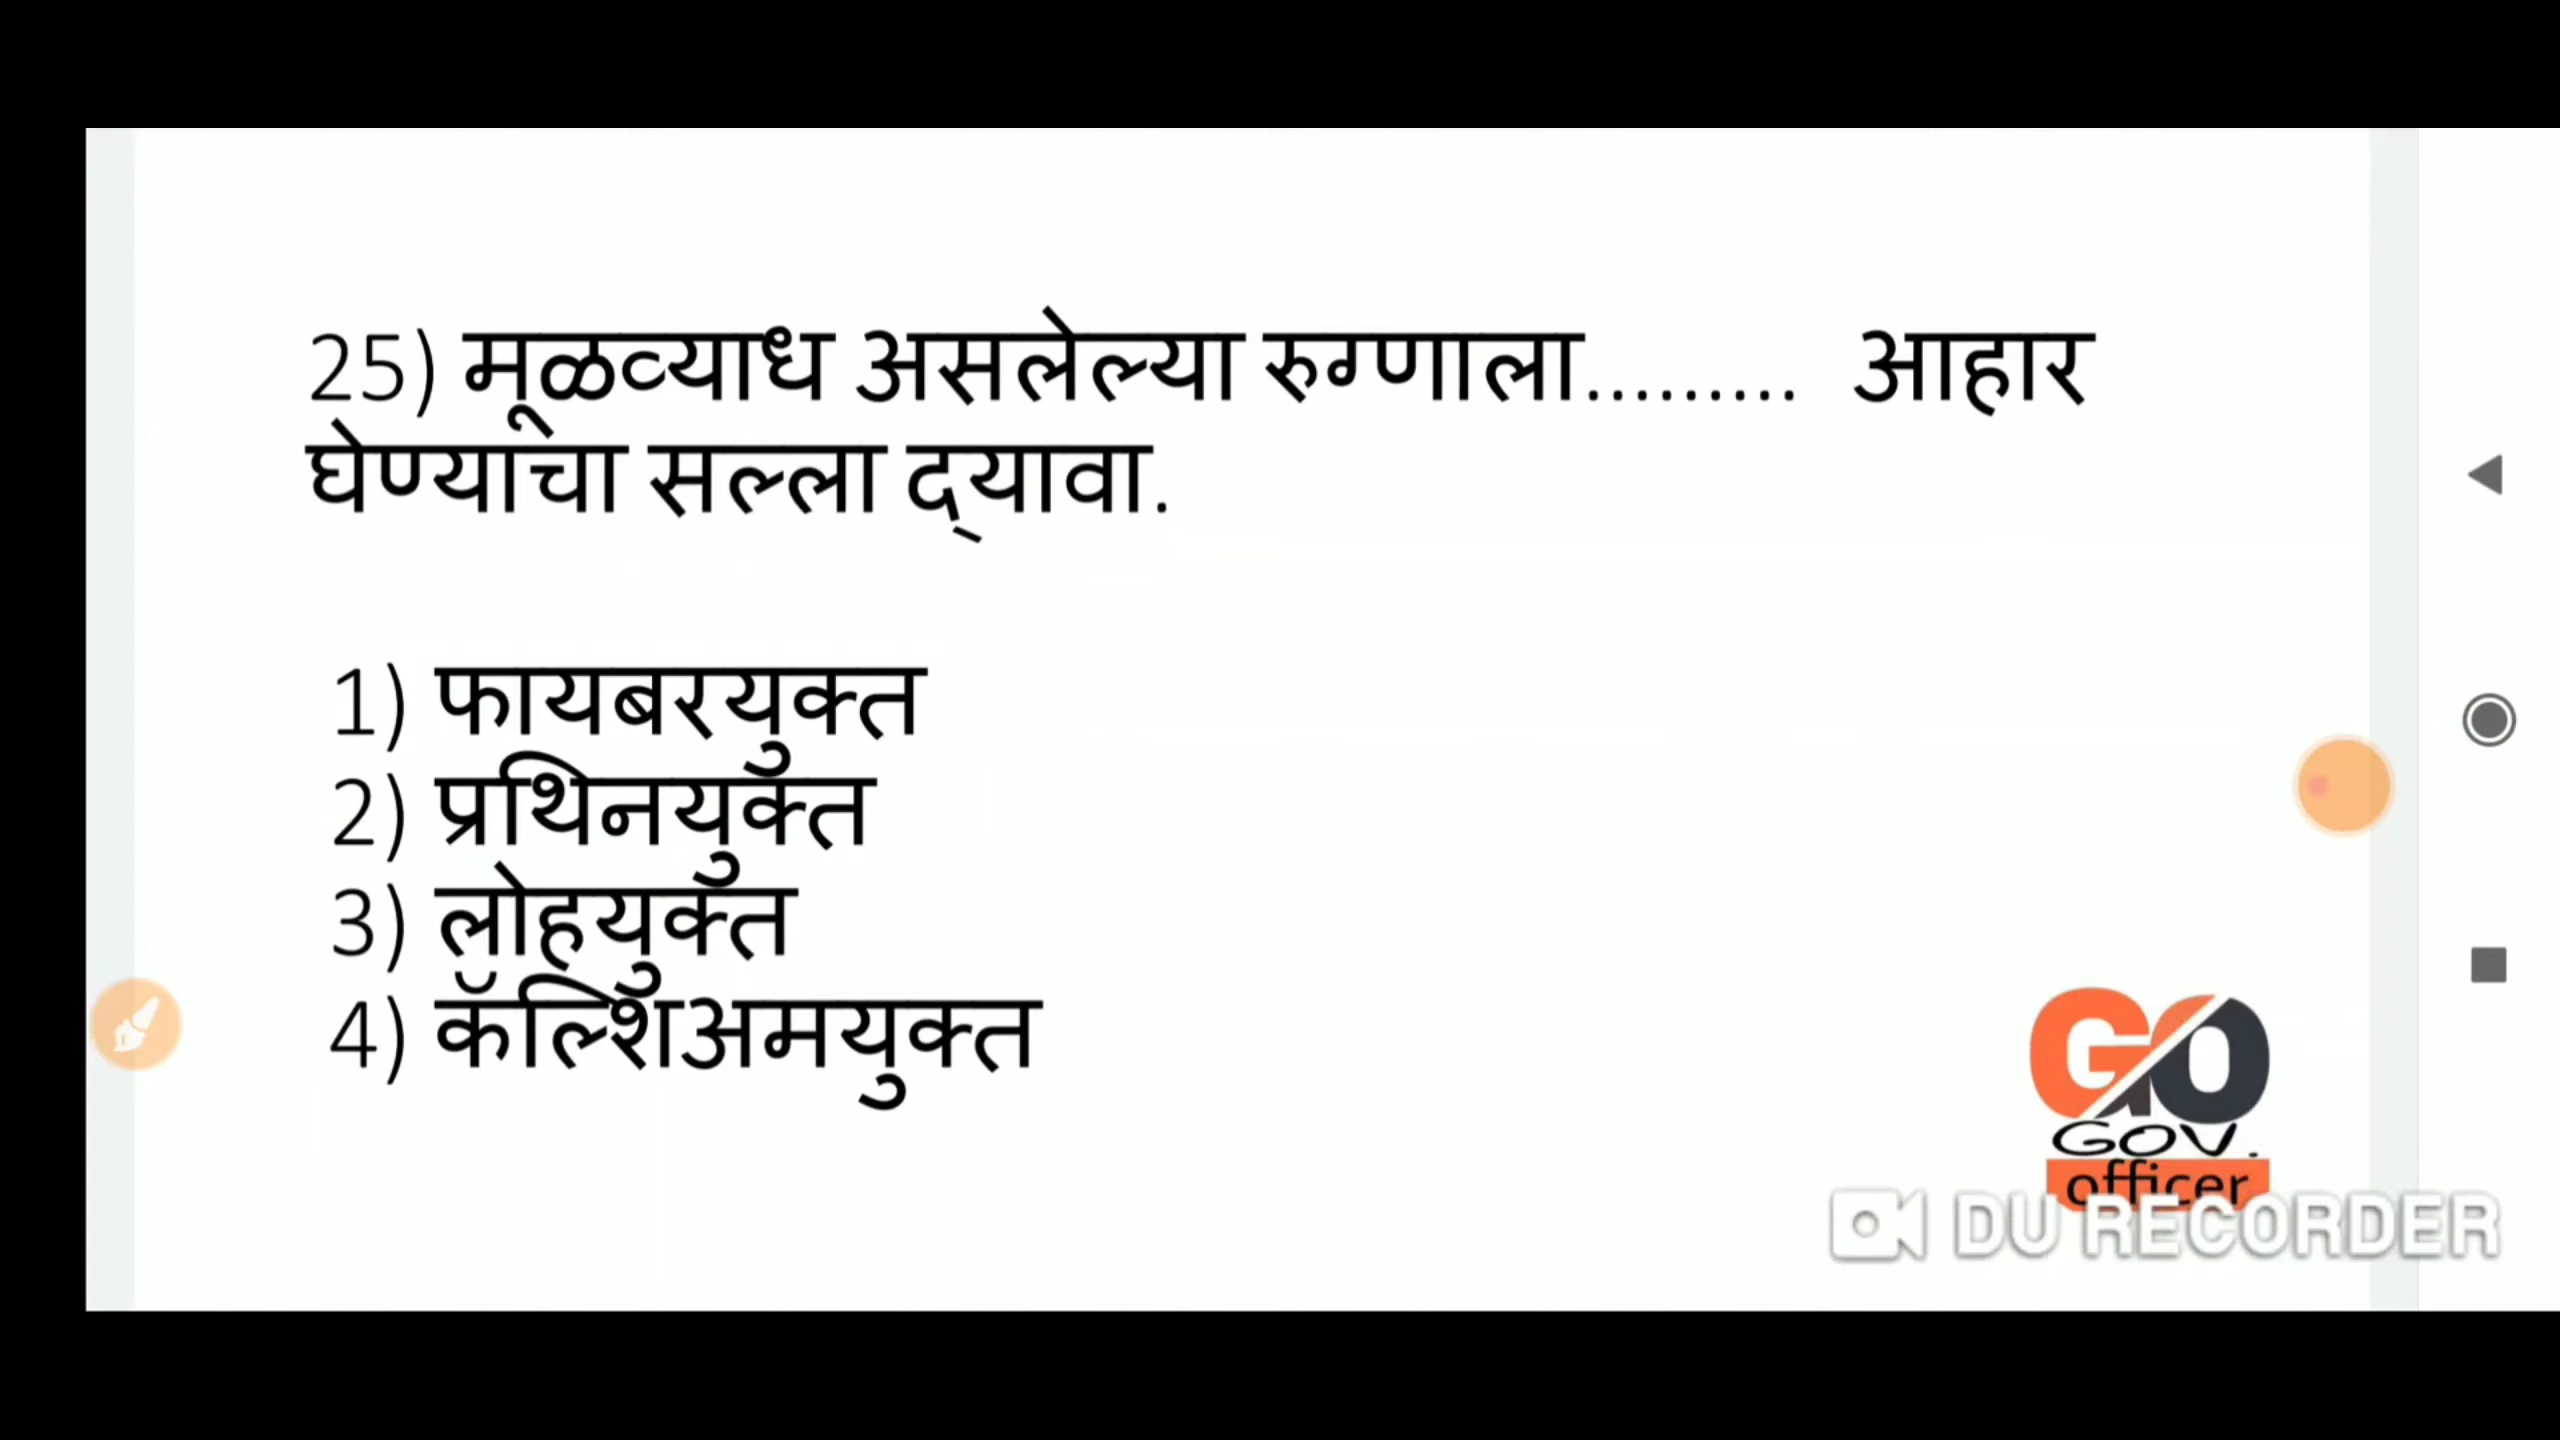 25) मूळव्याध असलेल्या रुग्णाला......... आहार
घेण्याचा सल्ला द्‌यावा.
1) फायबरयुक्त
2) प्रथिनयुक्त
3) लोहयुक्त
4) कॅल्शिअमयुक्त
GO
GOV.
officer
DU RECORDER